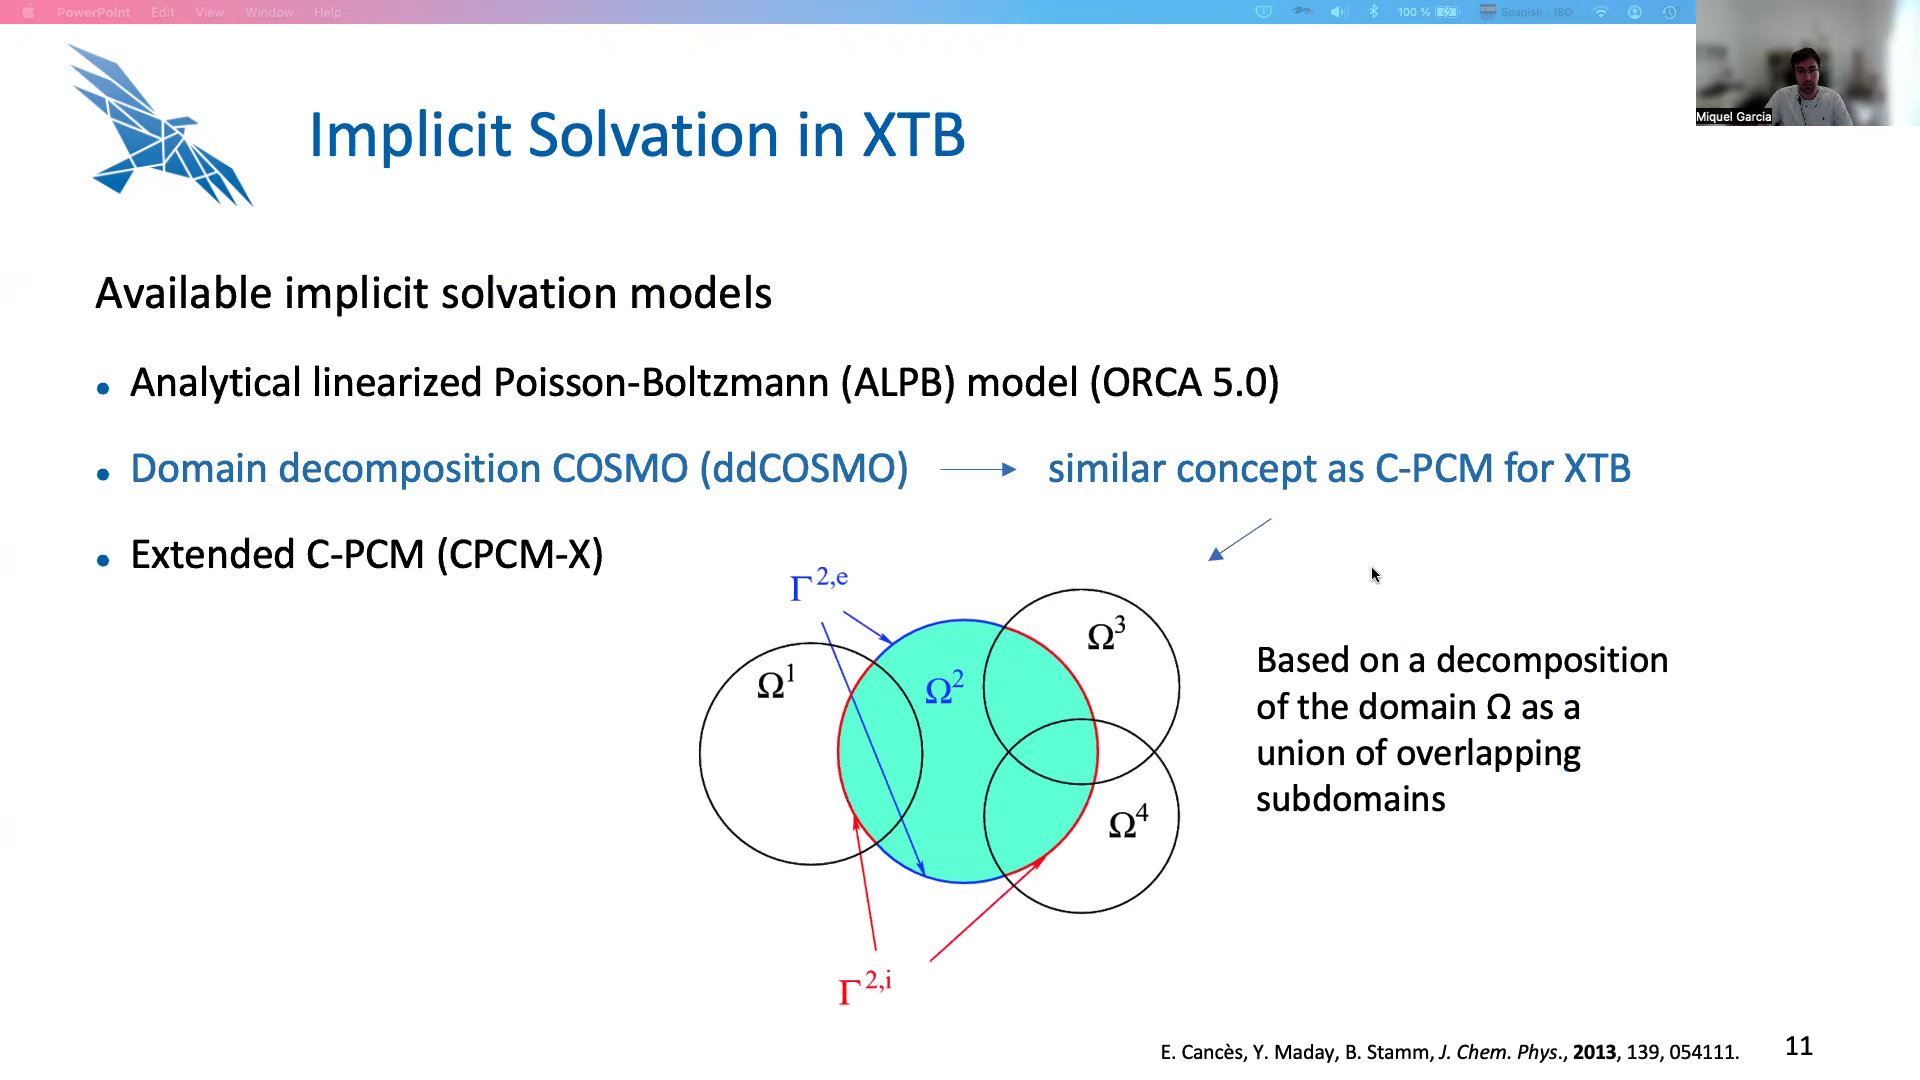 PowerPoint Edit View Window Help 100 % Spanish - ISO
Miquel Garcia
Implicit Solvation in XTB
Available implicit solvation models
• Analytical linearized Poisson-Boltzmann (ALPB) model (ORCA 5.0)
• Domain decomposition COSMO (ddCOSMO) similar concept as C-PCM for XTB
• Extended C-PCM (CPCM-X)
Γ2,e
Ω1
Ω2
Ω3
Ω4
Γ2,i
Based on a decomposition
of the domain Ω as a
union of overlapping
subdomains
E. Cancès, Y. Maday, B. Stamm, J. Chem. Phys., 2013, 139, 054111.
11